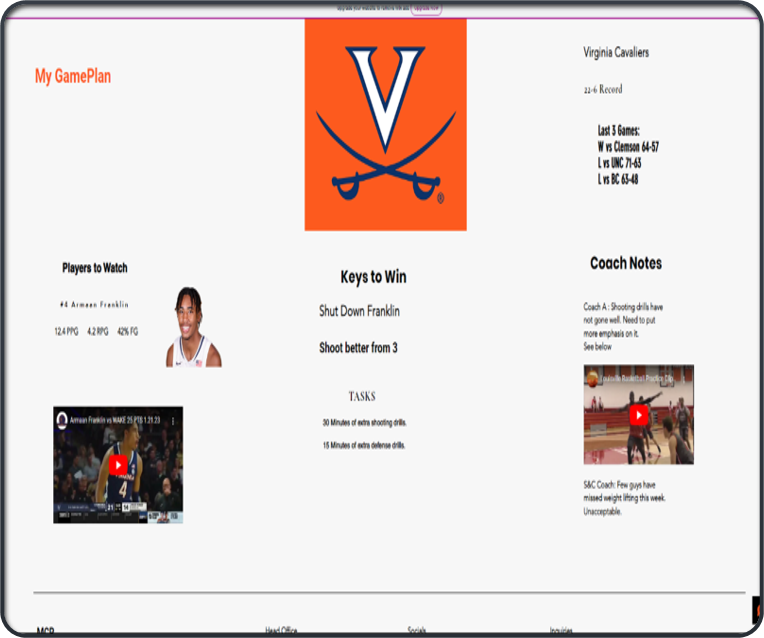 Upgrade your website to remove Wix ads Upgrade Now
My GamePlan
V
®
Virginia Cavaliers
22-6 Record
Last 3 Games:
W vs Clemson 64-57
L vs UNC 71-63
L vs BC 63-48
Players to Watch
#4 Armaan Franklin
12.4 PPG 4.2 RPG 42% FG
Armaan Franklin vs WAKE 25 PTS 1.21.23
4
Keys to Win
Shut Down Franklin
Shoot better from 3
TASKS
30 Minutes of extra shooting drills.
15 Minutes of extra defense drills.
Coach Notes
Coach A : Shooting drills have
not gone well. Need to put
more emphasis on it.
See below
Louisville Basketball Practice Clip
S&C Coach: Few guys have
missed weight lifting this week.
Unacceptable.
MCP
Head Office
Socials
Inquiries